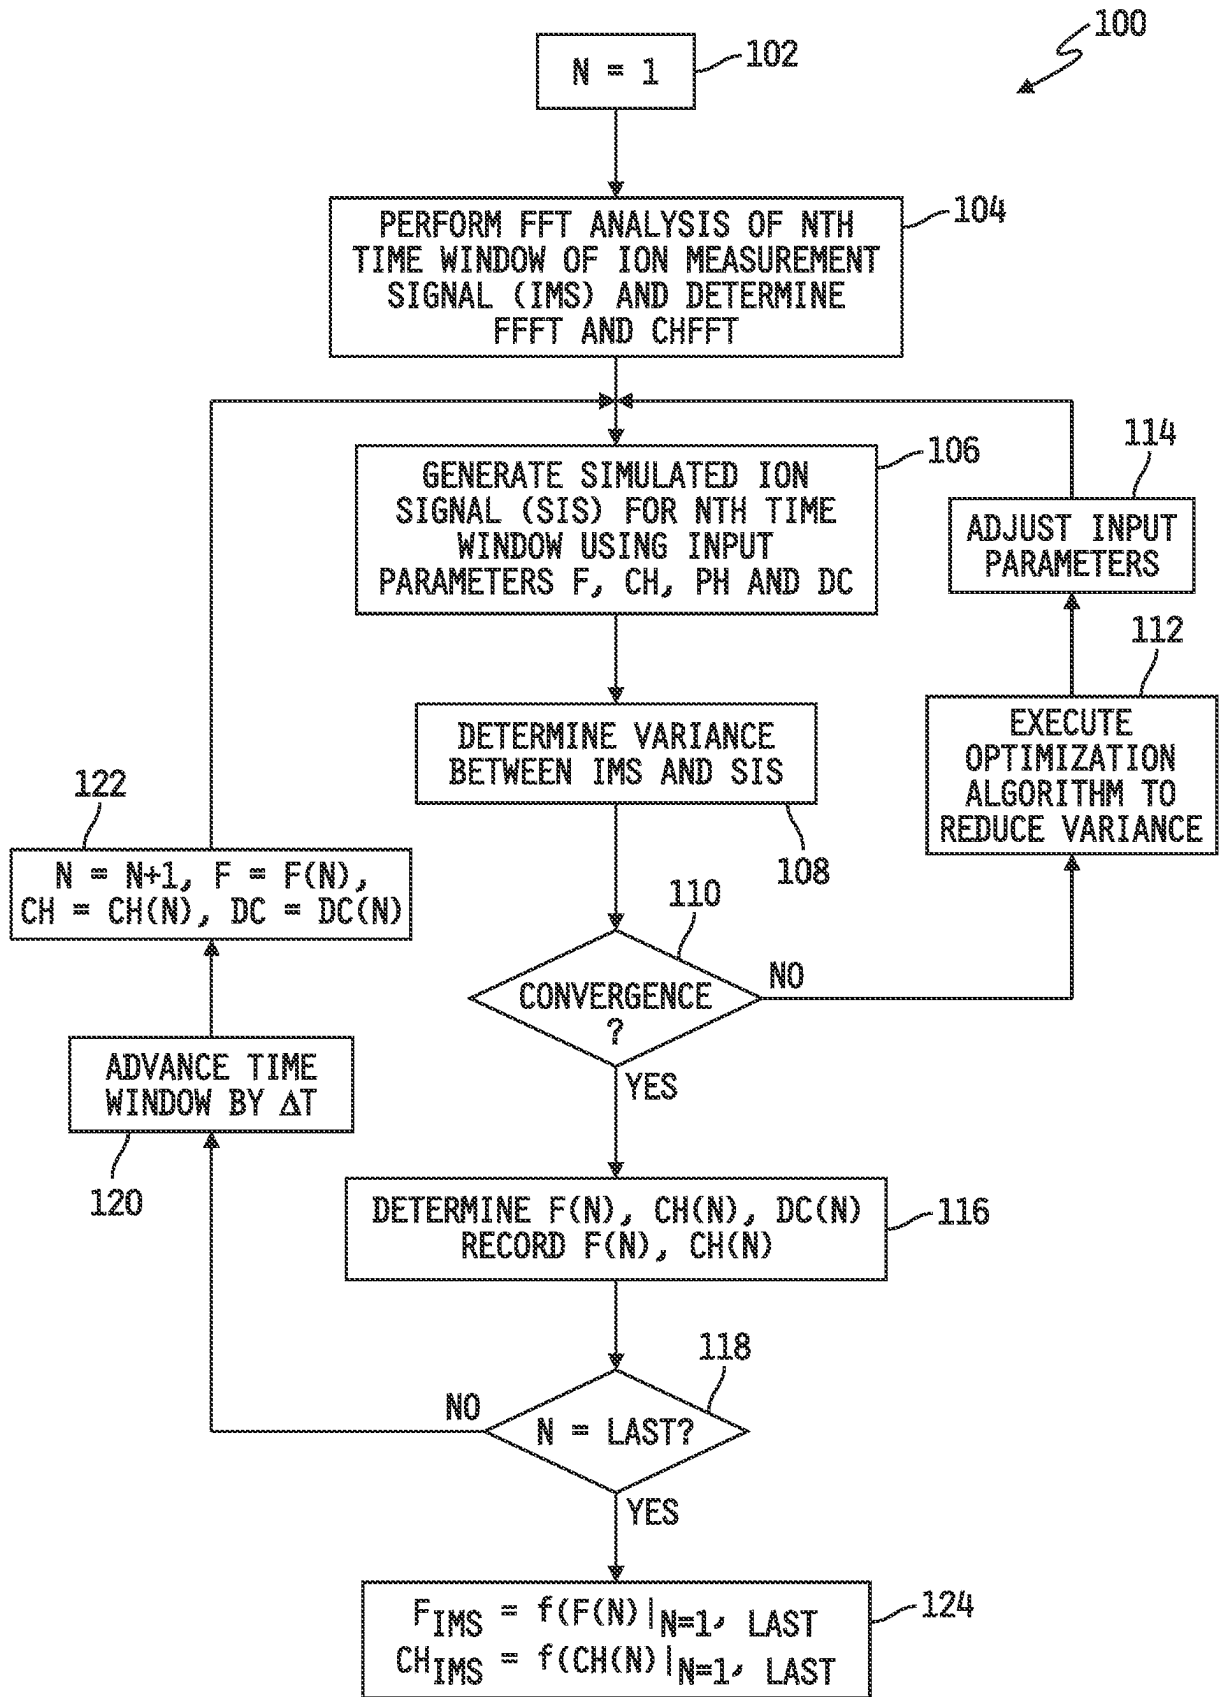 100
N = 1
102
PERFORM FFT ANALYSIS OF NTH
TIME WINDOW OF ION MEASUREMENT
SIGNAL (IMS) AND DETERMINE
FFFT AND CHFFT
104
GENERATE SIMULATED ION
SIGNAL (SIS) FOR NTH TIME
WINDOW USING INPUT
PARAMETERS F, CH, PH AND DC
106
114
ADJUST INPUT
PARAMETERS
112
EXECUTE
OPTIMIZATION
ALGORITHM TO
REDUCE VARIANCE
DETERMINE VARIANCE
BETWEEN IMS AND SIS
108
122
N = N+1, F = F(N),
CH = CH(N), DC = DC(N)
110
CONVERGENCE
?
NO
YES
ADVANCE TIME
WINDOW BY ΔT
120
DETERMINE F(N), CH(N), DC(N)
RECORD F(N), CH(N)
116
118
N = LAST?
NO
YES
F_IMS = f(F(N)|N=1, LAST
CH_IMS = f(CH(N)|N=1, LAST
124